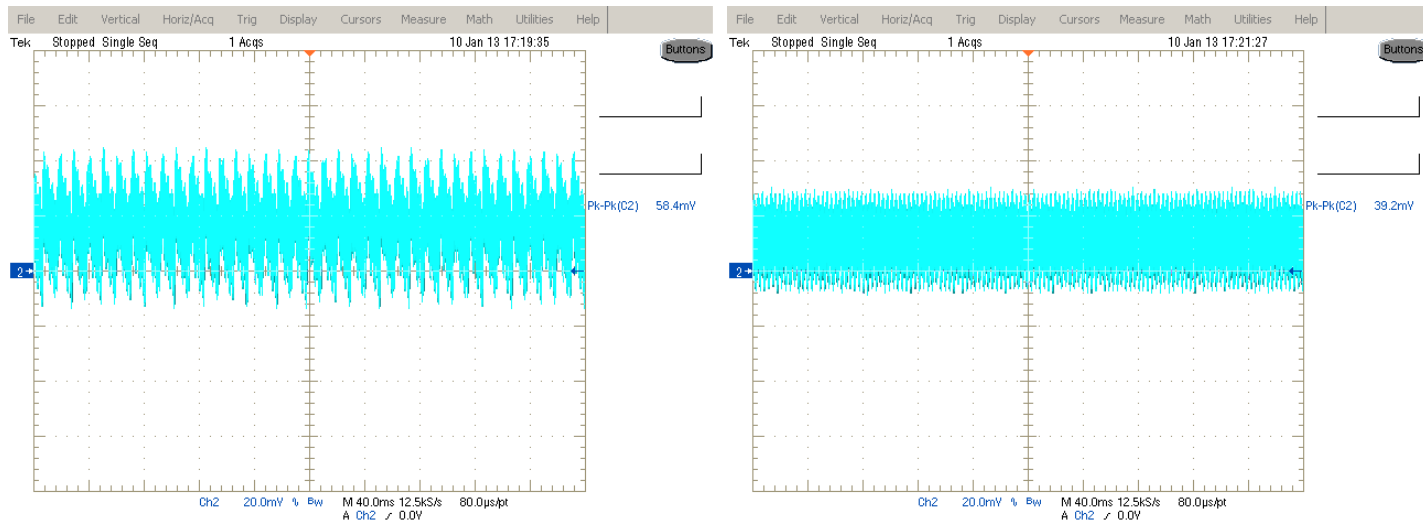 File Edit Vertical Horiz/Acq Trig Display Cursors Measure Math Utilities Help
Tek Stopped Single Seq 1 Acqs 10 Jan 13 17:19:35
Buttons
Pk-Pk(C2) 58.4mV
2
Ch2 20.0mV % Bw M 40.0ms 12.5kS/s 80.0µs/pt
A Ch2 ∕ 0.0V
File Edit Vertical Horiz/Acq Trig Display Cursors Measure Math Utilities Help
Tek Stopped Single Seq 1 Acqs 10 Jan 13 17:21:27
Buttons
Pk-Pk(C2) 39.2mV
2
Ch2 20.0mV % Bw M 40.0ms 12.5kS/s 80.0µs/pt
A Ch2 ∕ 0.0V